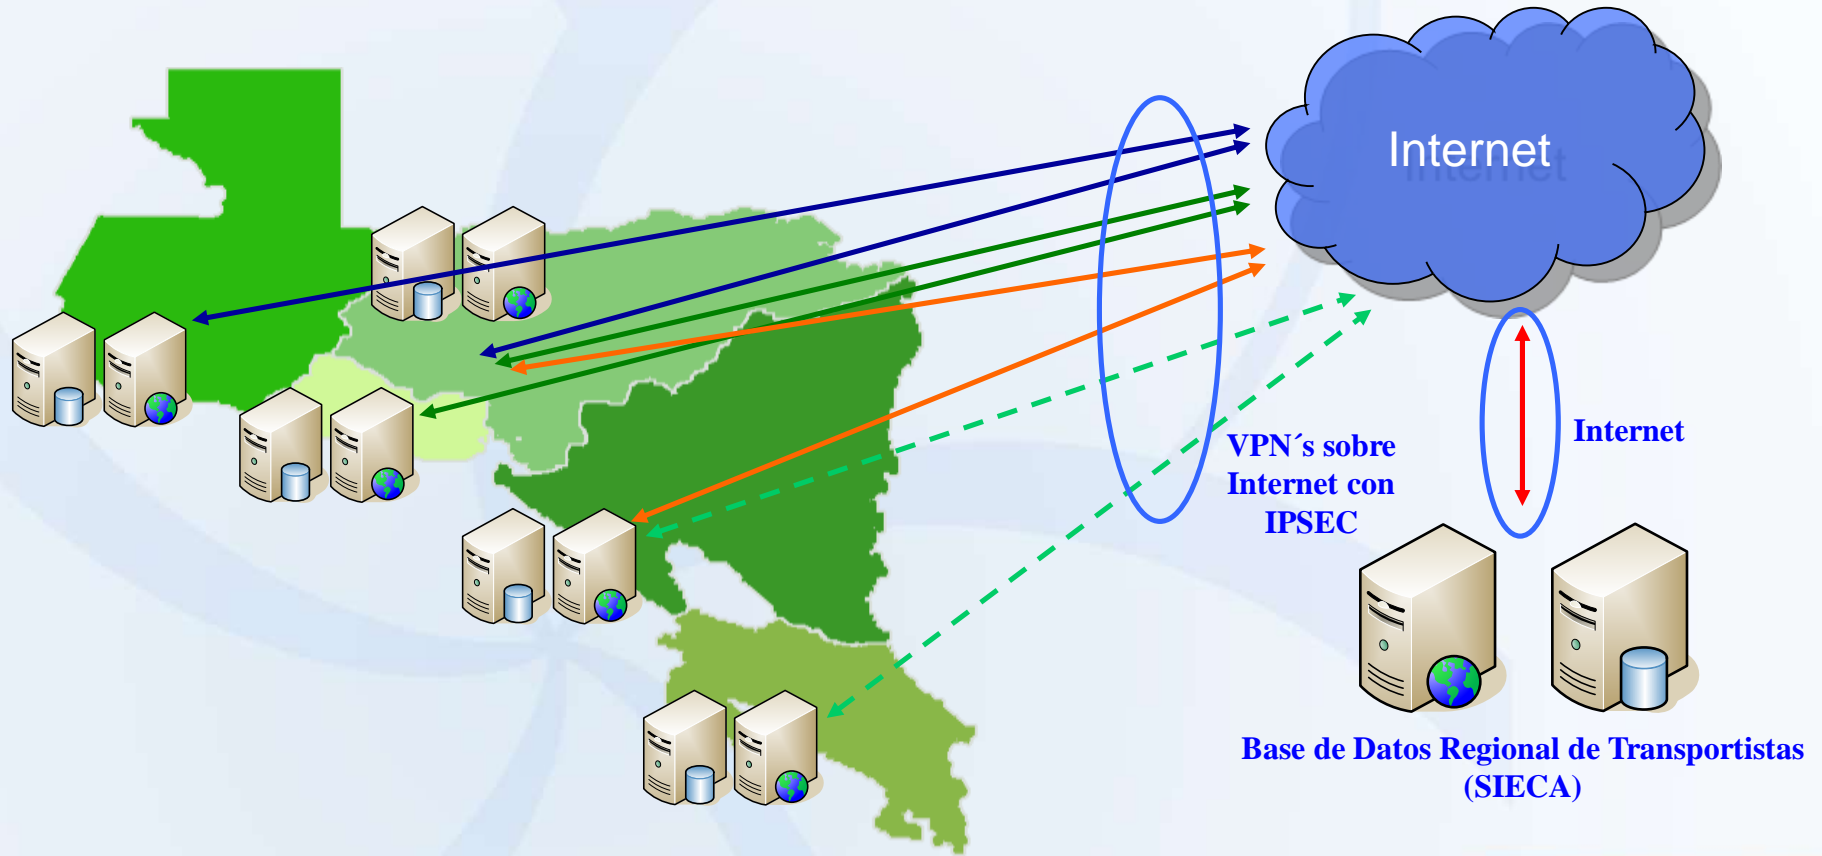 Internet
VPN´s sobre
Internet con
IPSEC
Internet
Base de Datos Regional de Transportistas
(SIECA)